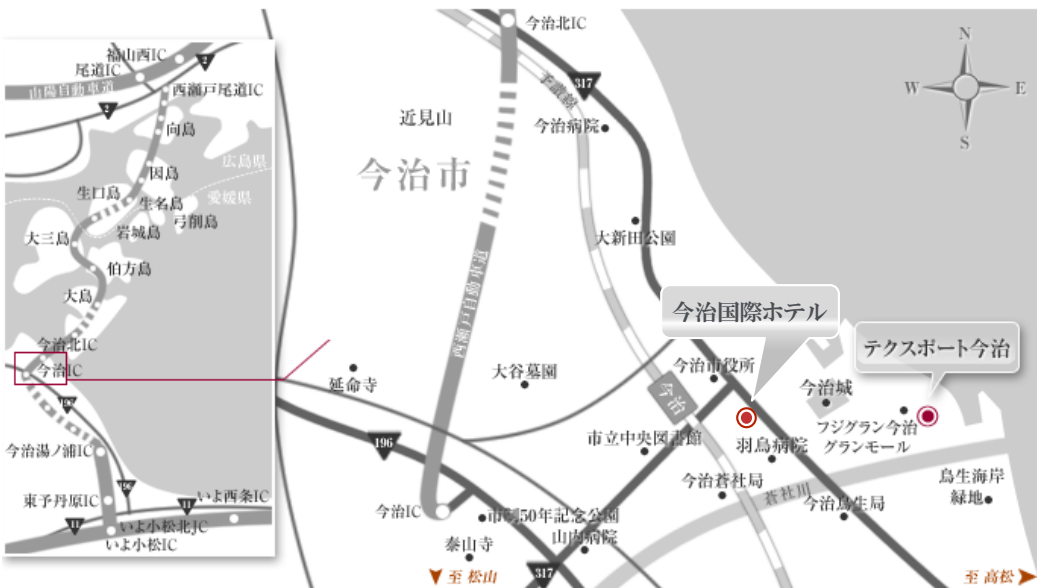 福山西IC
尾道IC
2
山陽自動車道
2
西瀬戸尾道IC
向島
広島県
因島
愛媛県
生口島
生名島
弓削島
岩城島
大三島
伯方島
大島
今治北IC
今治IC
196
今治湯ノ浦IC
196
東予丹原IC
11
いよ西条IC
11
いよ小松北JC
いよ小松IC
今治北IC
317
予讃線
近見山
今治病院
今治市
N
W
E
S
大新田公園
西瀬戸自動車道
今治国際ホテル
テクスポート今治
延命寺
大谷墓園
今治市役所
今治
今治城
フジグラン今治
グランモール
196
市立中央図書館
羽鳥病院
今治蒼社局
蒼社川
鳥生海岸
緑地
今治鳥生局
今治IC
市制50年記念公園
山内病院
泰山寺
317
至 松山
至 高松